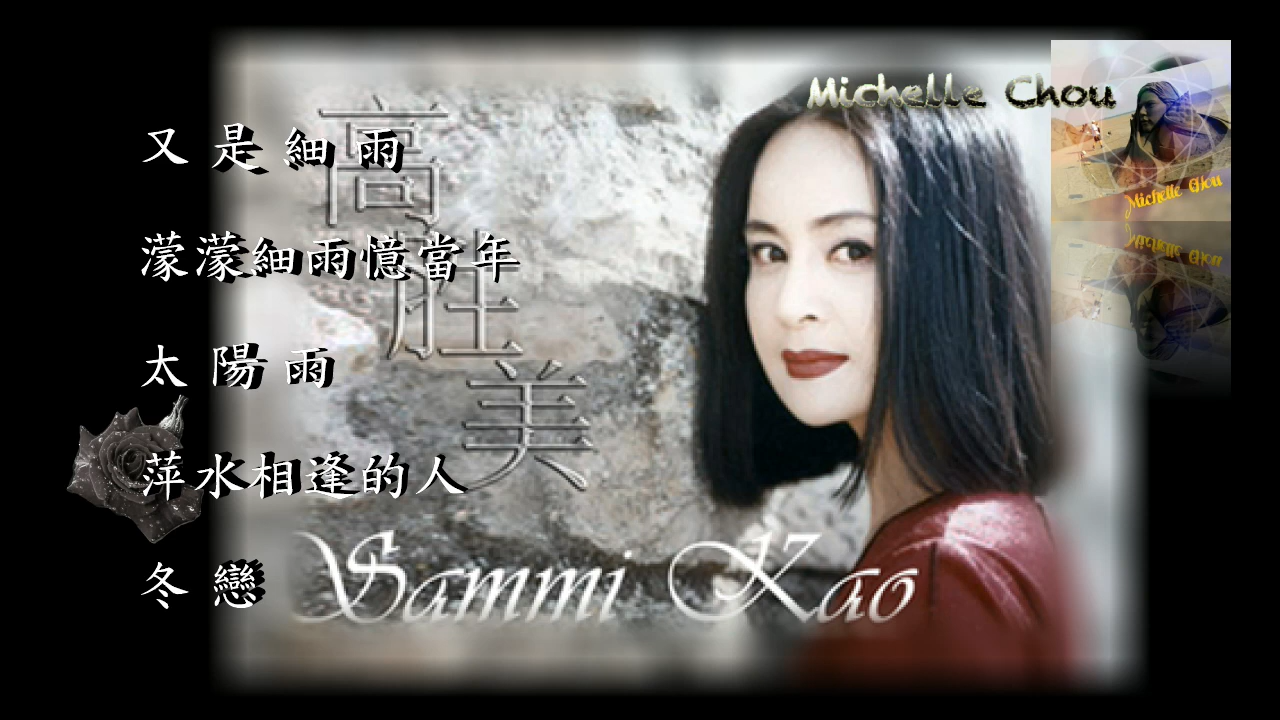 Michelle Chou
Michelle Chou
又是細雨
濛濛細雨憶當年
太陽雨
萍水相逢的人
冬戀
高
胜
美
Sammi Kao